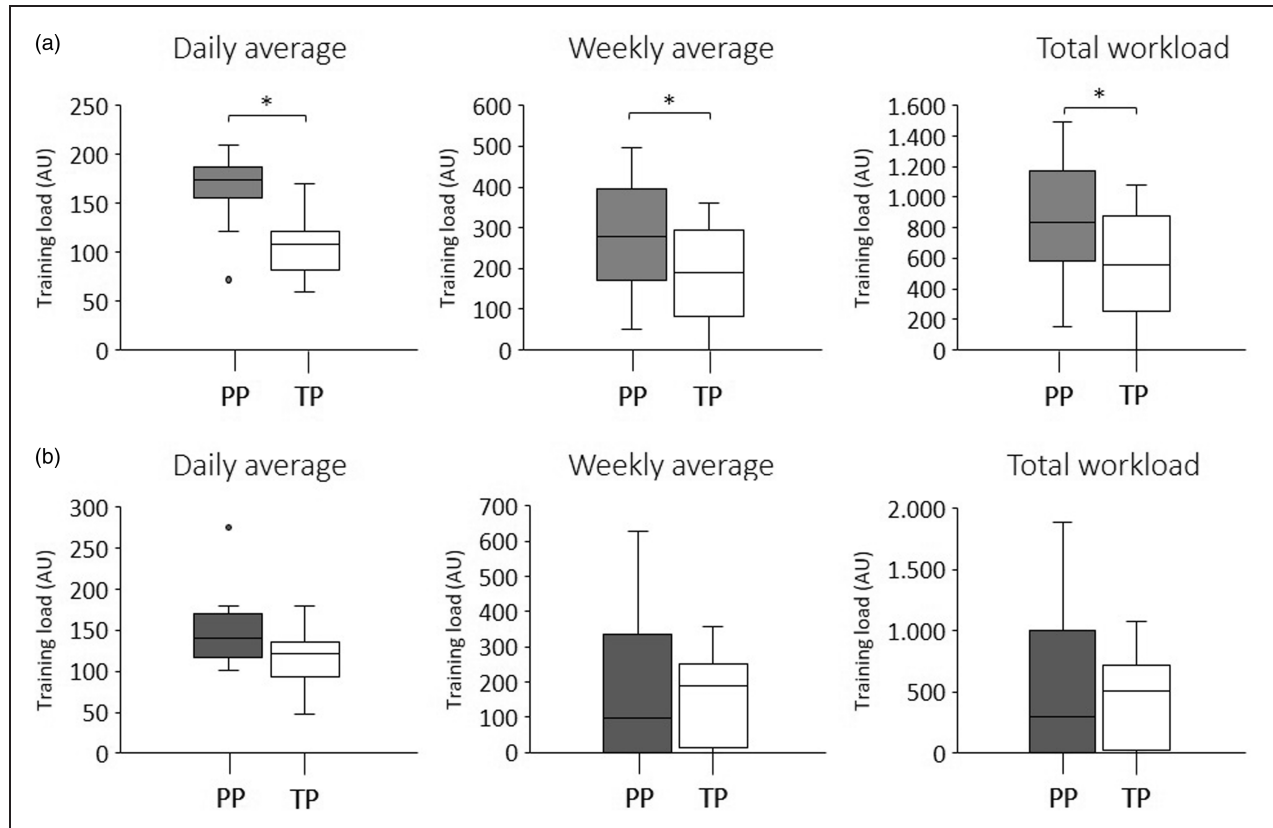 (a)
Daily average
Weekly average
Total workload
Training load (AU)
250
200
150
100
50
0
*
PP
TP
Training load (AU)
600
500
400
300
200
100
0
*
PP
TP
Training load (AU)
1.600
1.400
1.200
1.000
800
600
400
200
0
*
PP
TP
(b)
Daily average
Weekly average
Total workload
Training load (AU)
300
250
200
150
100
50
0
PP
TP
Training load (AU)
700
600
500
400
300
200
100
0
PP
TP
Training load (AU)
2.000
1.500
1.000
500
0
PP
TP